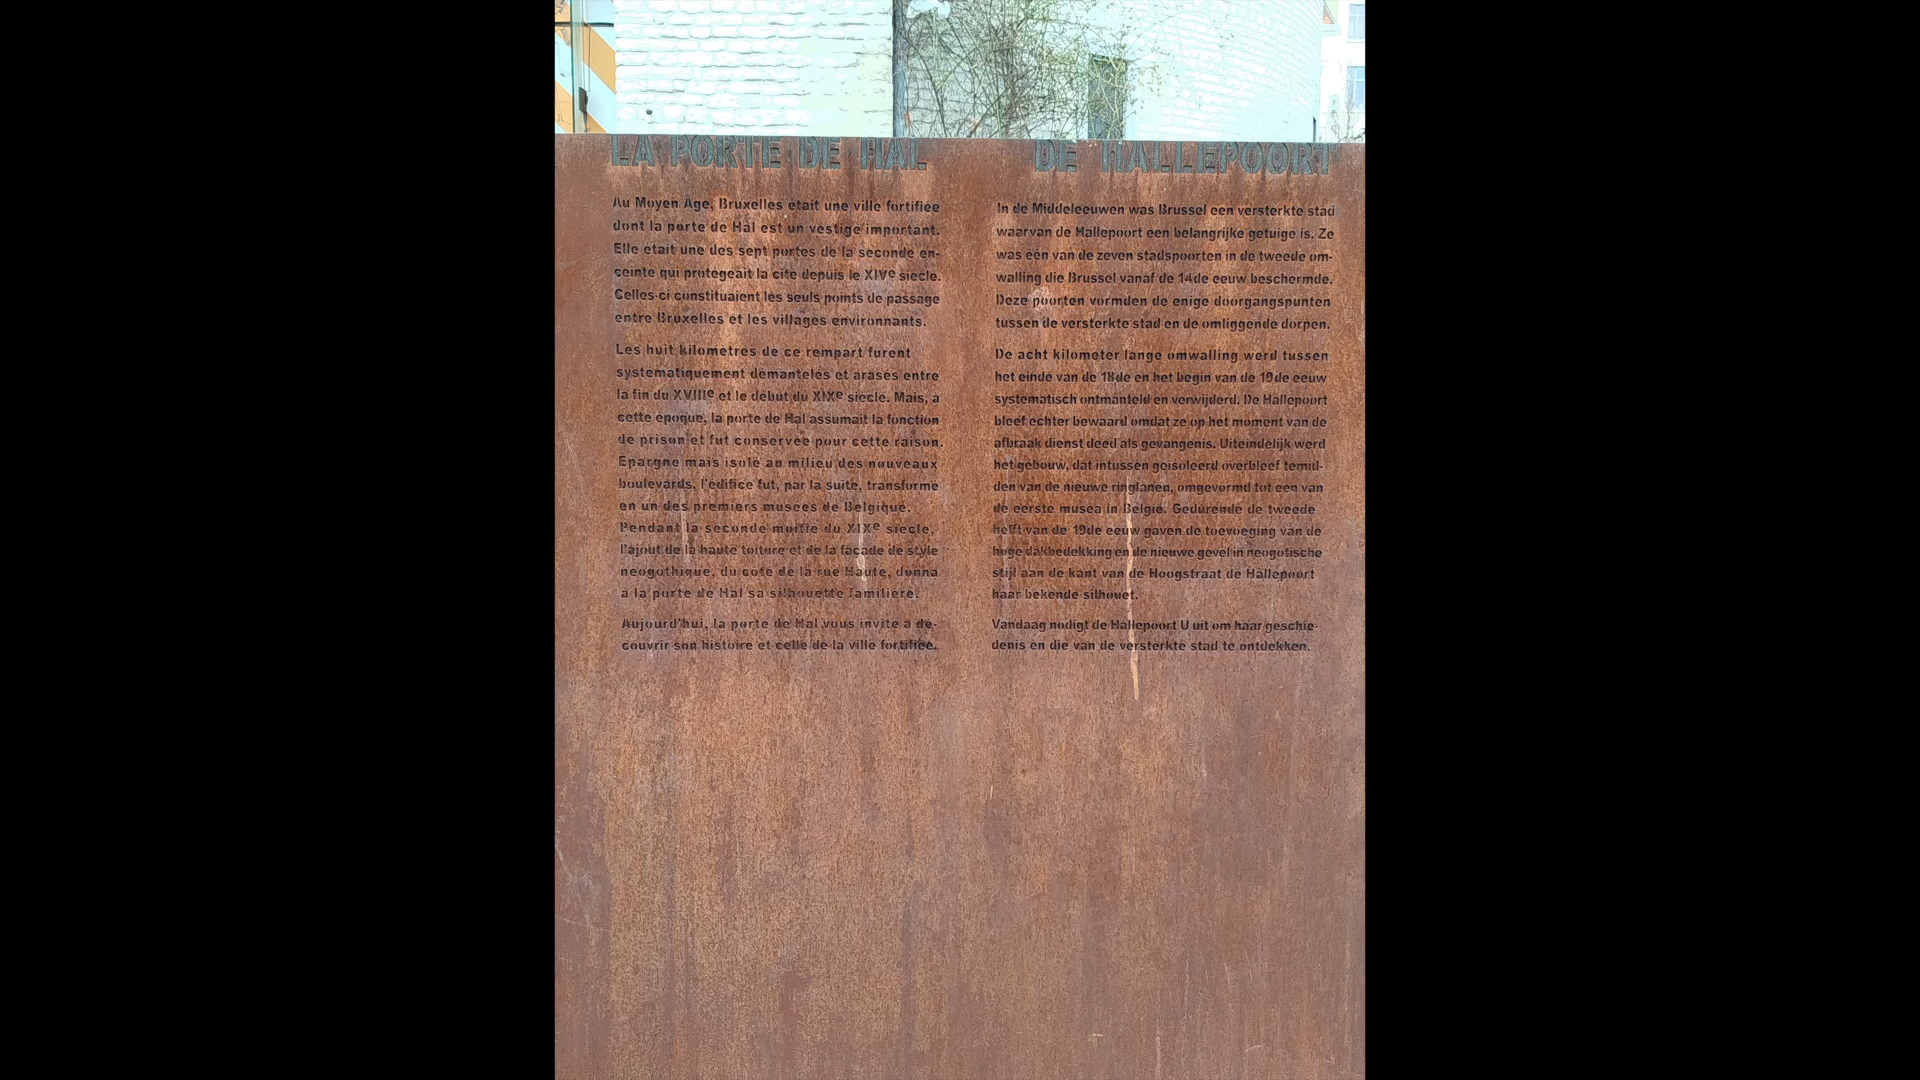 LA PORTE DE HAL
Au Moyen Âge, Bruxelles était une ville fortifiée
dont la porte de Hal est un vestige important.
Elle était une des sept portes de la seconde en-
ceinte qui protégeait la cité depuis le XIVe siècle.
Celles-ci constituaient les seuls points de passage
entre Bruxelles et les villages environnants.
Les huit kilomètres de ce rempart furent
systématiquement démantelés et arasés entre
la fin du XVIIIe et le début du XIXe siècle. Mais, à
cette époque, la porte de Hal assumait la fonction
de prison et fut conservée pour cette raison.
Épargné mais isolé au milieu des nouveaux
boulevards, l'édifice fut, par la suite, transformé
en un des premiers musées de Belgique.
Pendant la seconde moitié du XIXe siècle,
l'ajout de la haute toiture et de la façade de style
néogothique, du côté de la rue Haute, donna
à la porte de Hal sa silhouette familière.
Aujourd'hui, la porte de Hal vous invite à dé-
couvrir son histoire et celle de la ville fortifiée.
DE HALLEPOORT
In de Middeleeuwen was Brussel een versterkte stad
waarvan de Hallepoort een belangrijke getuige is. Ze
was één van de zeven stadspoorten in de tweede om-
walling die Brussel vanaf de 14de eeuw beschermde.
Deze poorten vormden de enige doorgangspunten
tussen de versterkte stad en de omliggende dorpen.
De acht kilometer lange omwalling werd tussen
het einde van de 18de en het begin van de 19de eeuw
systematisch ontmanteld en verwijderd. De Hallepoort
bleef echter bewaard omdat ze op het moment van de
afbraak dienst deed als gevangenis. Uiteindelijk werd
het gebouw, dat intussen geïsoleerd overbleef temid-
den van de nieuwe ringlanen, omgevormd tot een van
de eerste musea in België. Gedurende de tweede
helft van de 19de eeuw gaven de toevoeging van de
hoge dakbedekking en de nieuwe gevel in neogotische
stijl aan de kant van de Hoogstraat de Hallepoort
haar bekende silhouet.
Vandaag nodigt de Hallepoort U uit om haar geschie-
denis en die van de versterkte stad te ontdekken.